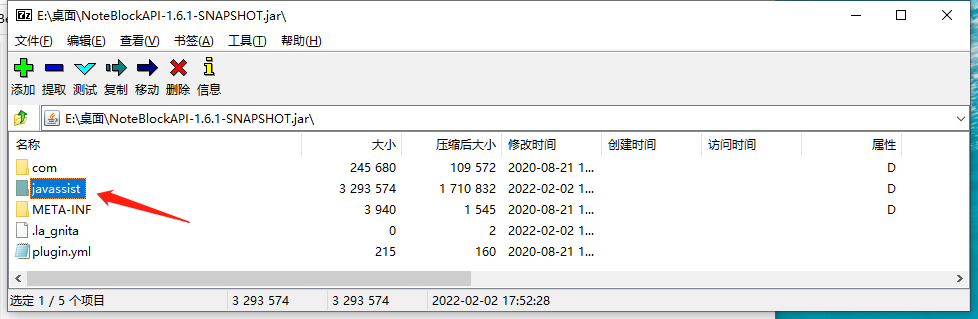 E:\桌面\NoteBlockAPI-1.6.1-SNAPSHOT.jar\
文件(F) 编辑(E) 查看(V) 书签(A) 工具(T) 帮助(H)
添加 提取 测试 复制 移动 删除 信息
E:\桌面\NoteBlockAPI-1.6.1-SNAPSHOT.jar\
名称 大小 压缩后大小 修改时间 创建时间 访问时间 属性
com 245 680 109 572 2020-08-21 1... D
javassist 3 293 574 1 710 832 2022-02-02 1... D
META-INF 3 940 1 545 2020-08-21 1... D
.la_gnita 0 2 2022-02-02 1...
plugin.yml 215 160 2020-08-21 1...
选定 1 / 5 个项目 3 293 574 3 293 574 2022-02-02 17:52:28